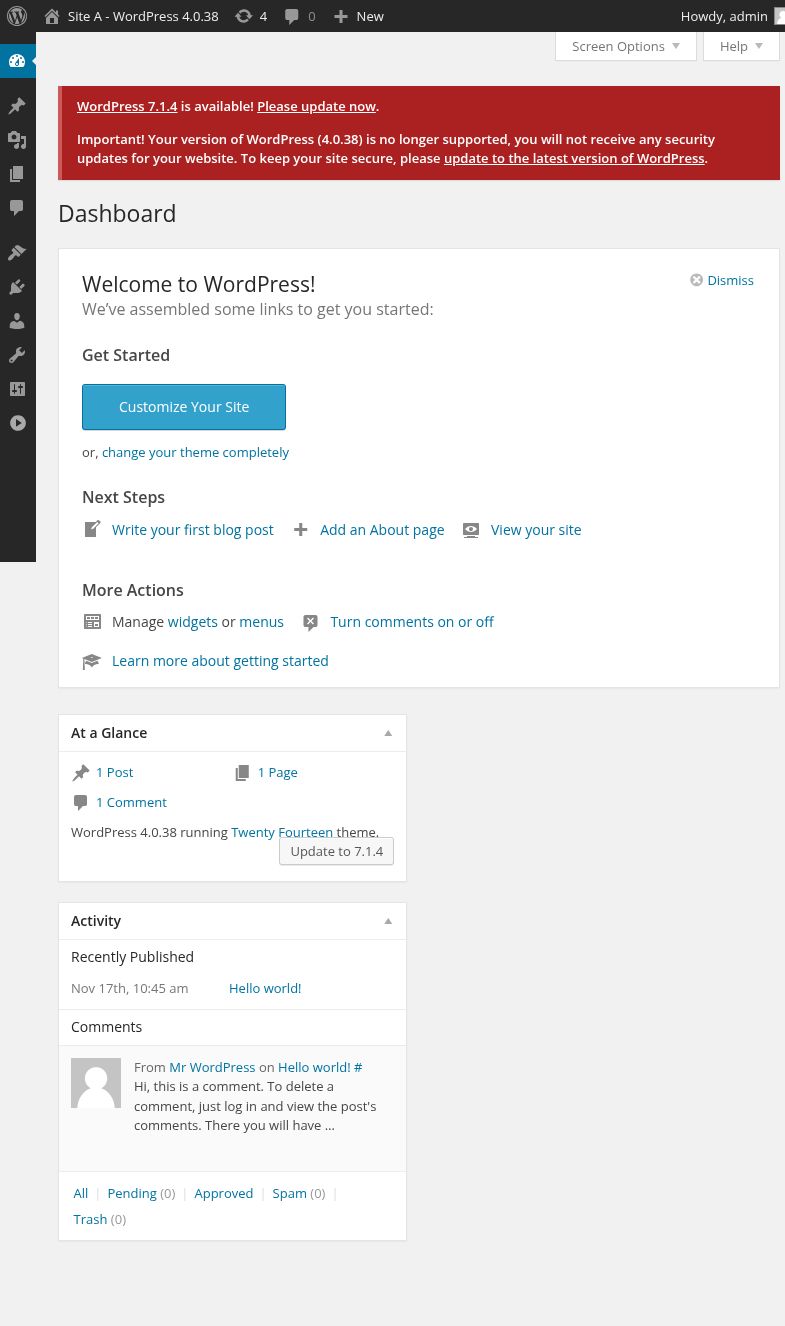 Site A - WordPress 4.0.38 4 0 New Howdy, admin
Screen Options Help
WordPress 7.1.4 is available! Please update now.
Important! Your version of WordPress (4.0.38) is no longer supported, you will not receive any security
updates for your website. To keep your site secure, please update to the latest version of WordPress.
Dashboard
Welcome to WordPress!
Dismiss
We've assembled some links to get you started:
Get Started
Customize Your Site
or, change your theme completely
Next Steps
Write your first blog post Add an About page View your site
More Actions
Manage widgets or menus Turn comments on or off
Learn more about getting started
At a Glance
1 Post 1 Page
1 Comment
WordPress 4.0.38 running Twenty Fourteen theme.
Update to 7.1.4
Activity
Recently Published
Nov 17th, 10:45 am Hello world!
Comments
From Mr WordPress on Hello world! #
Hi, this is a comment. To delete a
comment, just log in and view the post's
comments. There you will have ...
All | Pending (0) | Approved | Spam (0) |
Trash (0)